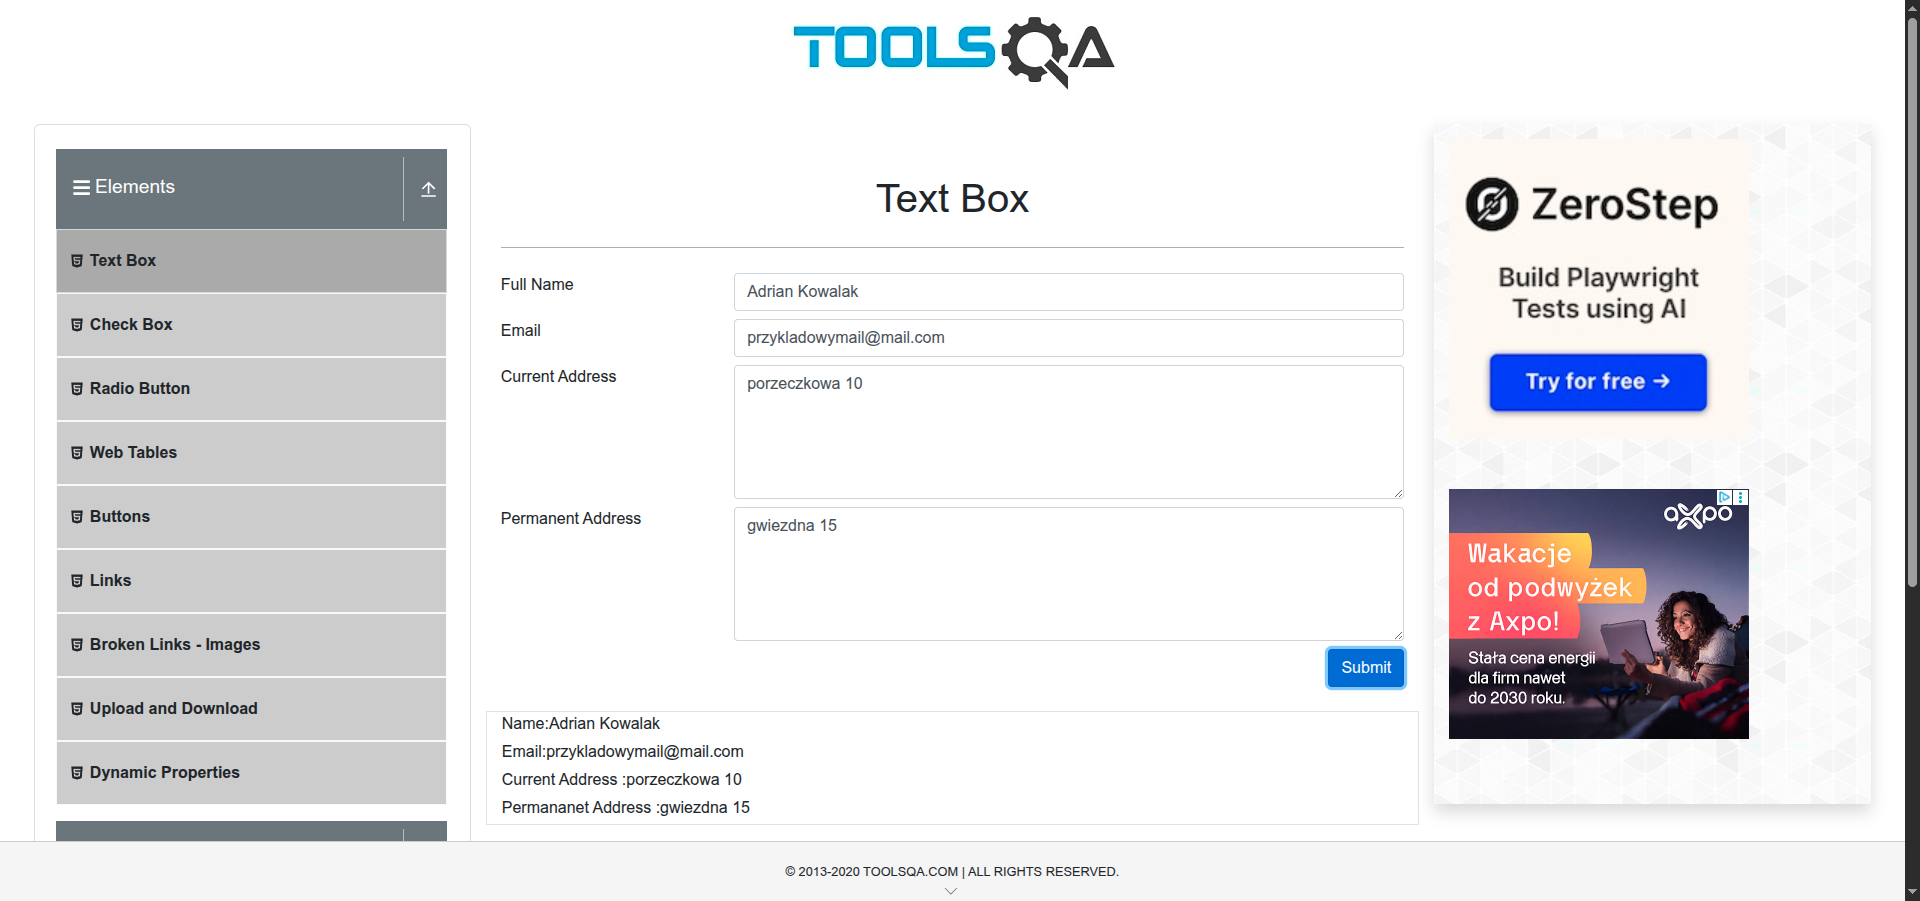 TOOLSQA
Elements
Text Box
Check Box
Radio Button
Web Tables
Buttons
Links
Broken Links - Images
Upload and Download
Dynamic Properties
Text Box
Full Name
Adrian Kowalak
Email
przykladowymail@mail.com
Current Address
porzeczkowa 10
Permanent Address
gwiezdna 15
Submit
Name:Adrian Kowalak
Email:przykladowymail@mail.com
Current Address :porzeczkowa 10
Permananet Address :gwiezdna 15
ZeroStep
Build Playwright
Tests using AI
Try for free →
axpo
Wakacje
od podwyżek
z Axpo!
Stała cena energii
dla firm nawet
do 2030 roku.
© 2013-2020 TOOLSQA.COM | ALL RIGHTS RESERVED.